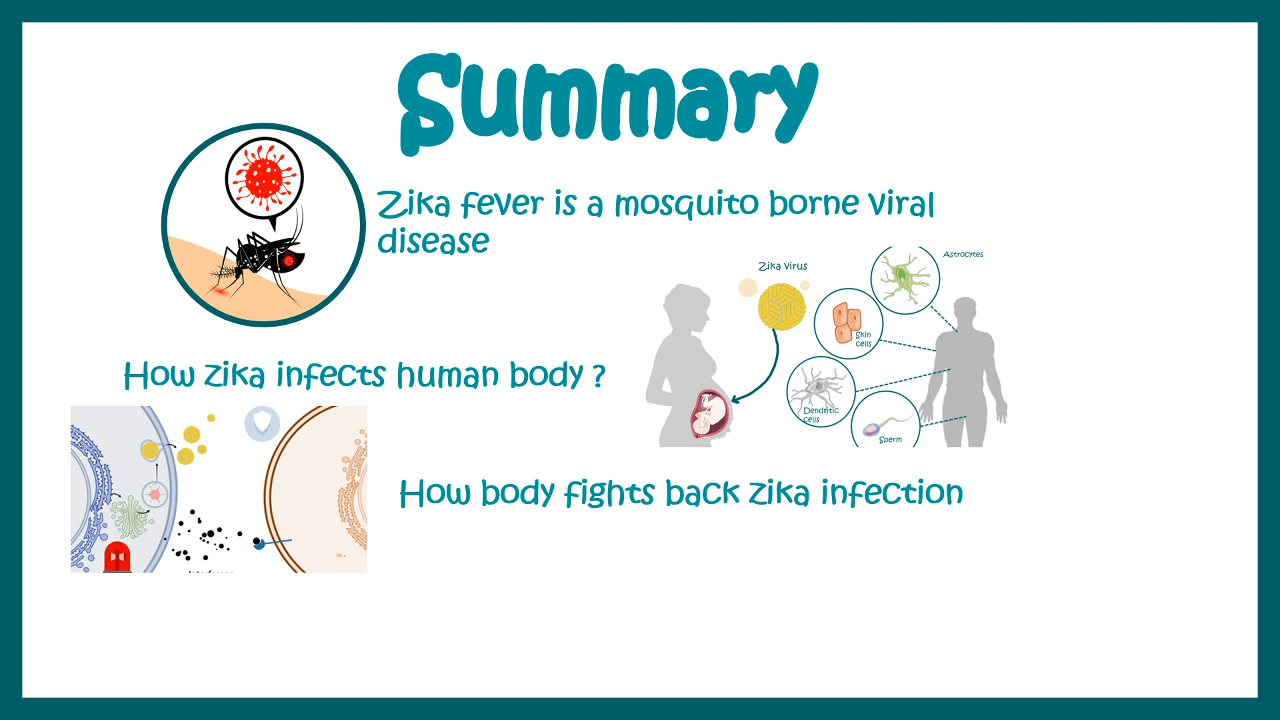 Summary
Zika fever is a mosquito borne viral
disease
Zika virus
Astrocytes
Skin
cells
Dendritic
cells
Sperm
How zika infects human body ?
How body fights back zika infection